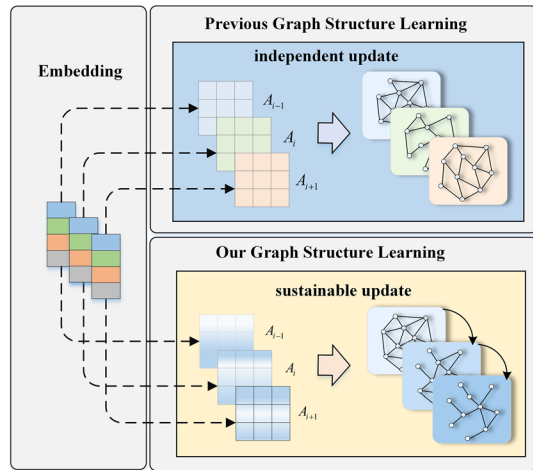 Previous Graph Structure Learning
independent update
Embedding
A_{i-1}
A_i
A_{i+1}
Our Graph Structure Learning
sustainable update
A_{i-1}
A_i
A_{i+1}